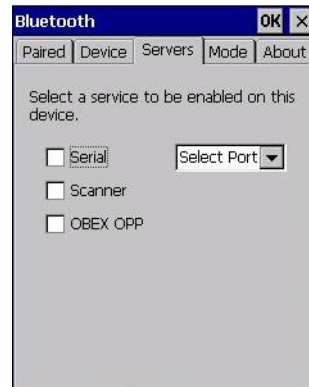 Bluetooth OK ×
Paired Device Servers Mode About
Select a service to be enabled on this
device.
Serial Select Port
Scanner
OBEX OPP